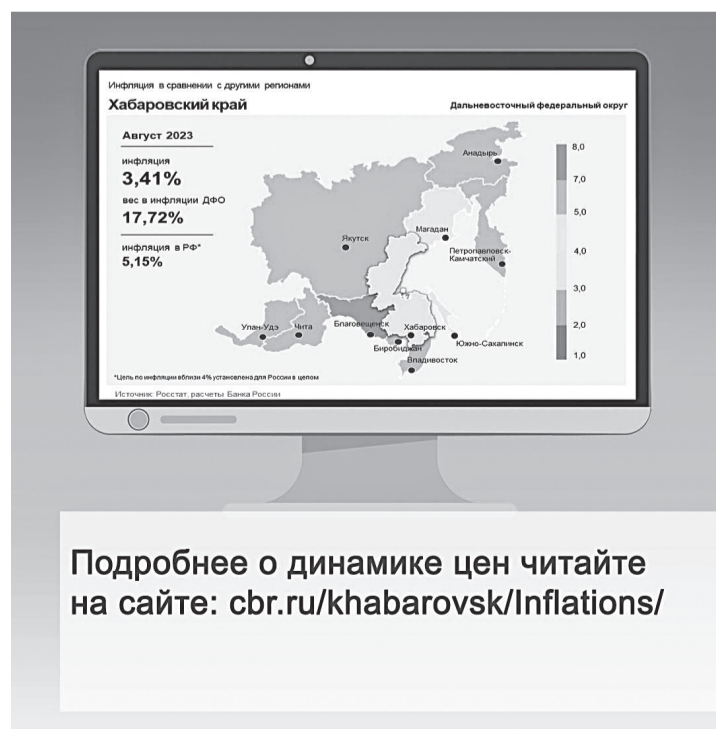 Инфляция в сравнении с другими регионами
Хабаровский край
Дальневосточный федеральный округ
Август 2023
инфляция
3,41%
вес в инфляции ДФО
17,72%
инфляция в РФ*
5,15%
Анадырь
Магадан
Якутск
Петропавловск-
Камчатский
Улан-Удэ
Чита
Благовещенск
Хабаровск
Биробиджан
Южно-Сахалинск
Владивосток
8,0
7,0
5,0
4,0
3,0
2,0
1,0
*Цель по инфляции вблизи 4% установлена для России в целом
Источник: Росстат, расчеты Банка России
Подробнее о динамике цен читайте
на сайте: cbr.ru/khabarovsk/Inflations/